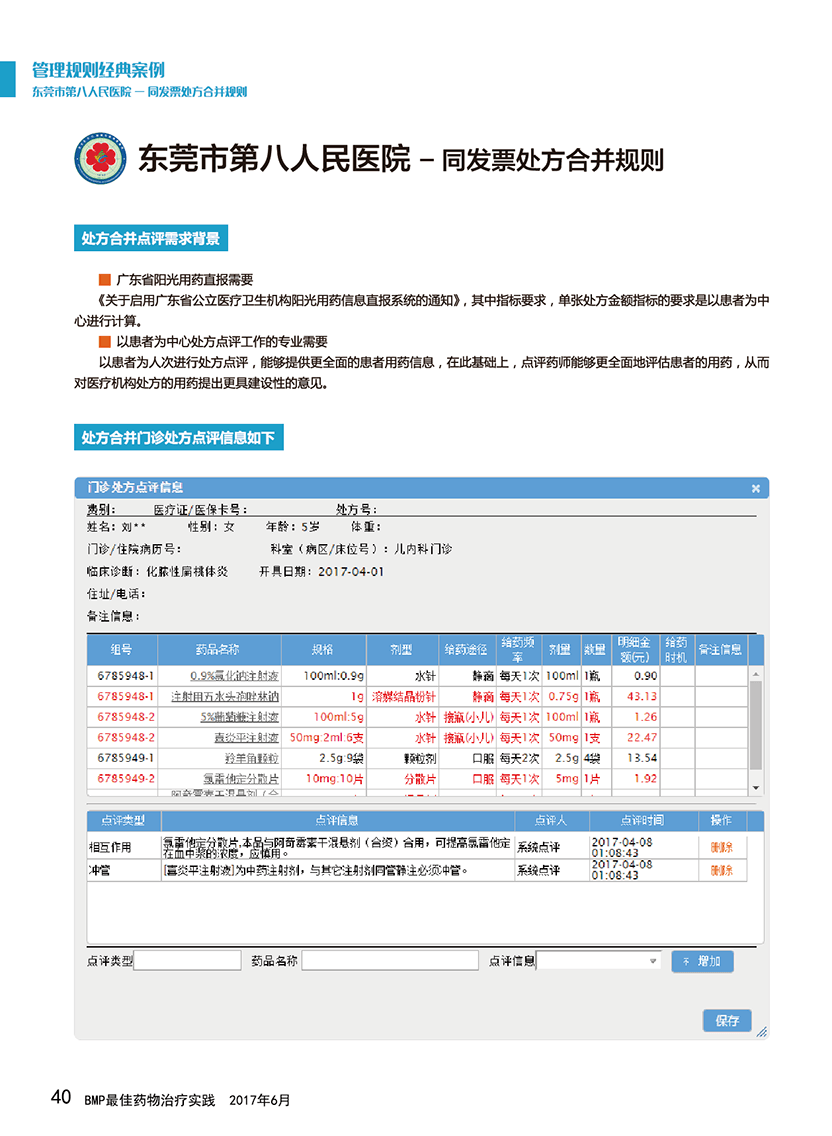 管理规则经典案例
东莞市第八人民医院 — 同发票处方合并规则
东莞市第八人民医院 – 同发票处方合并规则
处方合并点评需求背景
广东省阳光用药直报需要
《关于启用广东省公立医疗卫生机构阳光用药信息直报系统的通知》，其中指标要求，单张处方金额指标的要求是以患者为中
心进行计算。
以患者为中心处方点评工作的专业需要
以患者为人次进行处方点评，能够提供更全面的患者用药信息，在此基础上，点评药师能够更全面地评估患者的用药，从而
对医疗机构处方的用药提出更具建设性的意见。
处方合并门诊处方点评信息如下
门诊处方点评信息
费别： 医疗证/医保卡号： 处方号：
姓名：刘** 性别：女 年龄：5岁 体重：
门诊/住院病历号： 科室（病区/床位号）：儿内科门诊
临床诊断：化脓性扁桃体炎 开具日期：2017-04-01
住址/电话：
备注信息：
组号 药品名称 规格 剂型 给药途径 给药频率 剂量 数量 明细金额(元) 给药时机 备注信息
6785948-1 0.9%氯化钠注射液 100ml:0.9g 水针 静滴 每天1次 100ml 1瓶 0.90
6785948-1 注射用五水头孢唑林钠 1g 溶媒结晶粉针 静滴 每天1次 0.75g 1瓶 43.13
6785948-2 5%葡萄糖注射液 100ml:5g 水针 接瓶(小儿) 每天1次 100ml 1瓶 1.26
6785948-2 喜炎平注射液 50mg:2ml:6支 水针 接瓶(小儿) 每天1次 50mg 1支 22.47
6785949-1 羚羊角颗粒 2.5g:9袋 颗粒剂 口服 每天2次 2.5g 4袋 13.54
6785949-2 氯雷他定分散片 10mg:10片 分散片 口服 每天1次 5mg 1片 1.92
阿奇霉素干混悬剂（合
点评类型 点评信息 点评人 点评时间 操作
相互作用 氯雷他定分散片,本品与阿奇霉素干混悬剂（合资）合用，可提高氯雷他定 系统点评 2017-04-08 删除
在血中浆的浓度，应慎用。 01:08:43
冲管 [喜炎平注射液]为中药注射剂，与其它注射剂同管静注必须冲管。 系统点评 2017-04-08 删除
01:08:43
点评类型 药品名称 点评信息 增加
保存
40 BMP最佳药物治疗实践 2017年6月